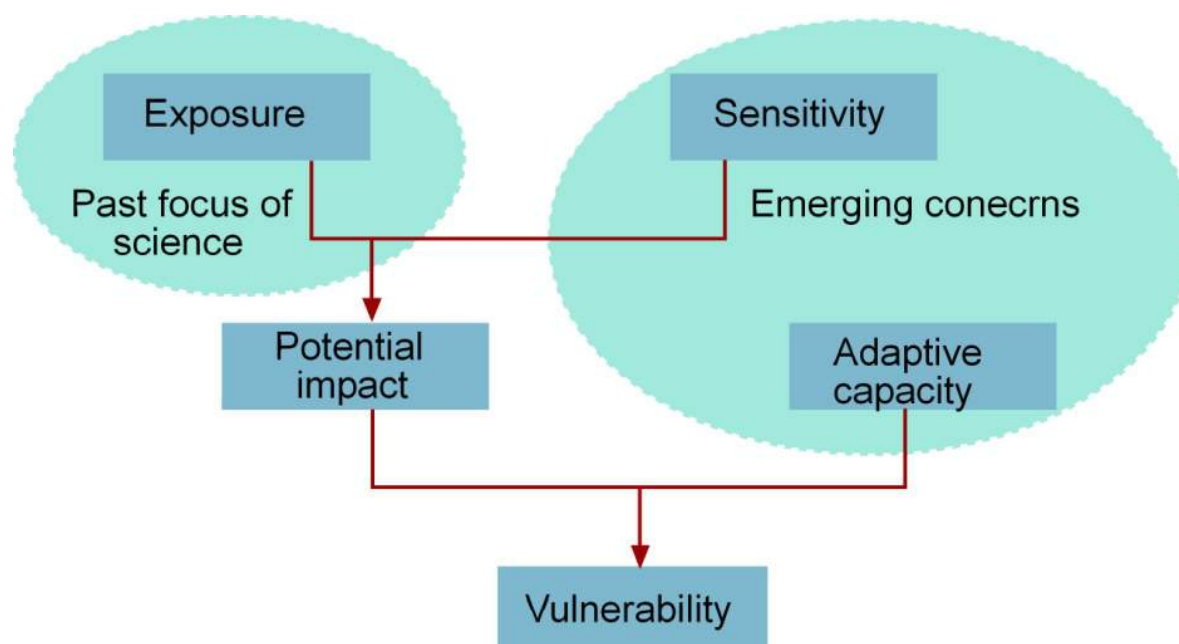 Exposure
Sensitivity
Past focus of
science
Emerging conecrns
Potential
impact
Adaptive
capacity
Vulnerability